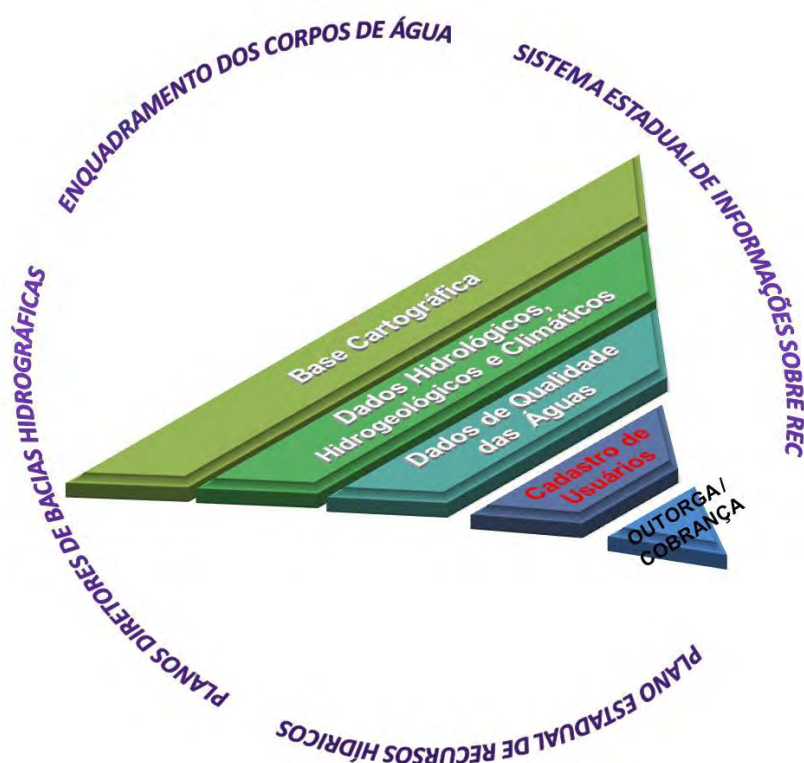 ENQUADRAMENTO DOS CORPOS DE ÁGUA
SISTEMA ESTADUAL DE INFORMAÇÕES SOBRE REC
Base Cartográfica
Dados Hidrológicos,
Hidrogeológicos e Climáticos
Dados de Qualidade
das Águas
Cadastro de
Usuários
OUTORGA/
COBRANÇA
PLANOS DIRETORES DE BACIAS HIDROGRÁFICAS
PLANO ESTADUAL DE RECURSOS HÍDRICOS